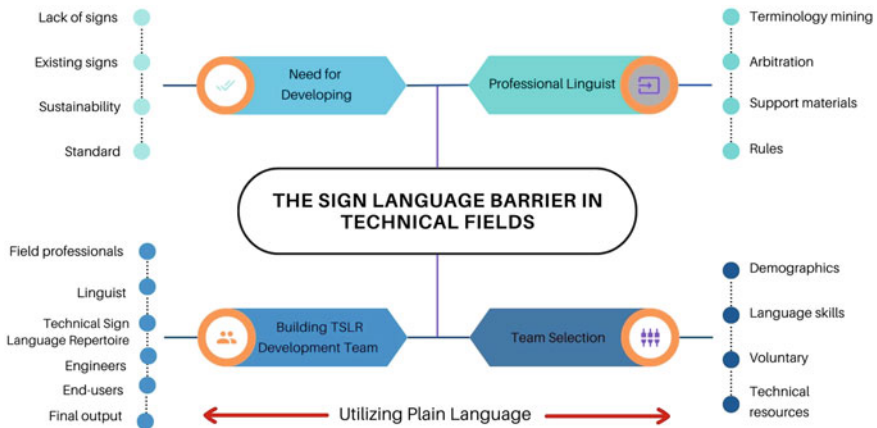 Lack of signs
Existing signs
Sustainability
Standard
Need for
Developing
Professional Linguist
Terminology mining
Arbitration
Support materials
Rules
THE SIGN LANGUAGE BARRIER IN
TECHNICAL FIELDS
Field professionals
Linguist
Technical Sign
Language Repertoire
Engineers
End-users
Final output
Building TSLR
Development Team
Team Selection
Demographics
Language skills
Voluntary
Technical
resources
Utilizing Plain Language